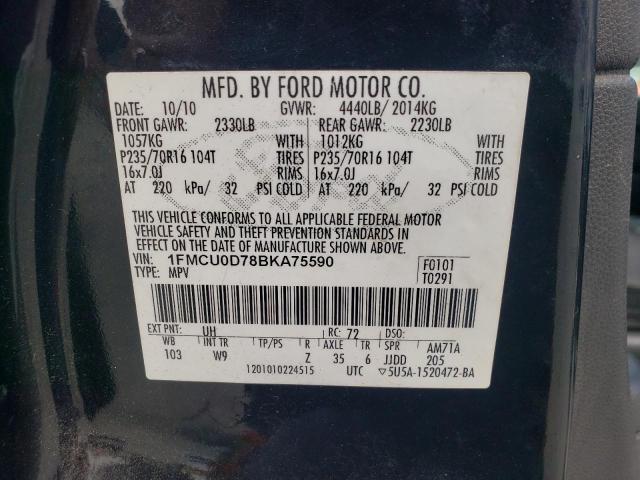 MFD. BY FORD MOTOR CO.
DATE: 10/10 GVWR: 4440LB/ 2014KG
FRONT GAWR: 2330LB REAR GAWR: 2230LB
1057KG WITH 1012KG WITH
P235/70R16 104T TIRES P235/70R16 104T TIRES
16x7.0J RIMS 16x7.0J RIMS
AT 220 kPa/ 32 PSI COLD AT 220 kPa/ 32 PSI COLD
THIS VEHICLE CONFORMS TO ALL APPLICABLE FEDERAL MOTOR
VEHICLE SAFETY AND THEFT PREVENTION STANDARDS IN
EFFECT ON THE DATE OF MANUFACTURE SHOWN ABOVE.
VIN: 1FMCU0D78BKA75590 F0101
TYPE: MPV T0291
EXT PNT: UH RC: 72 DSO:
WB INT TR TP/PS R AXLE TR SPR AM71A
103 W9 Z 35 6 JJDD 205
1201010224515 UTC ▽5U5A-1520472-BA